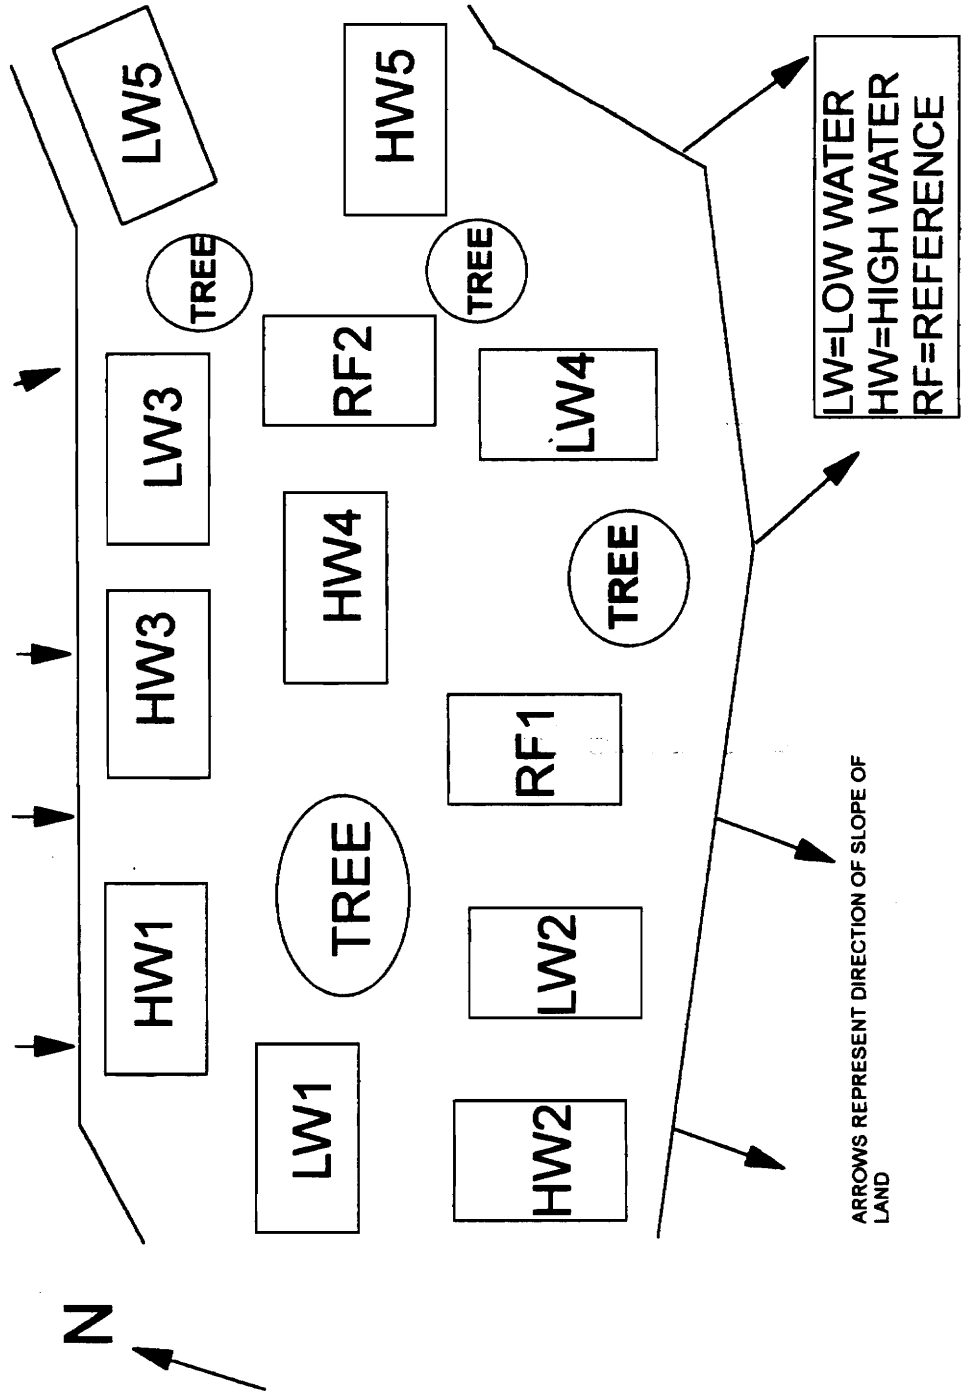 N
LW5
HW5
TREE
TREE
LW3
RF2
LW4
HW3
HW4
TREE
HW1
TREE
RF1
LW1
LW2
HW2
LW=LOW WATER
HW=HIGH WATER
RF=REFERENCE
ARROWS REPRESENT DIRECTION OF SLOPE OF
LAND